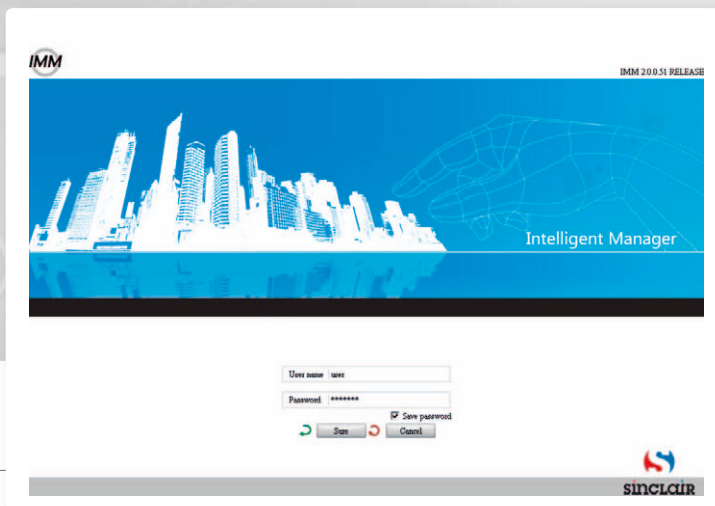 IMM
IMM 2.0.0.51 RELEASE
Intelligent Manager
User name user
Password *******
Save password
Sure Cancel
sinclair